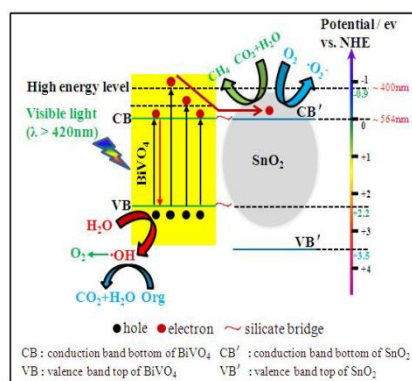 Potential / ev
vs. NHE
CH₄ CO₂+H₂O O₂ ·O₂⁻
High energy level
-1
-0.9
~400nm
Visible light
(λ > 420nm)
CB
CB′
0
~564nm
BiVO₄
SnO₂
+1
VB
+2
H₂O
VB′
+3
+3.5
O₂ ·OH
+4
CO₂+H₂O Org
hole electron silicate bridge
CB : conduction band bottom of BiVO₄ CB′ : conduction bottom of SnO₂
VB : valence band top of BiVO₄ VB′ : valence band top of SnO₂